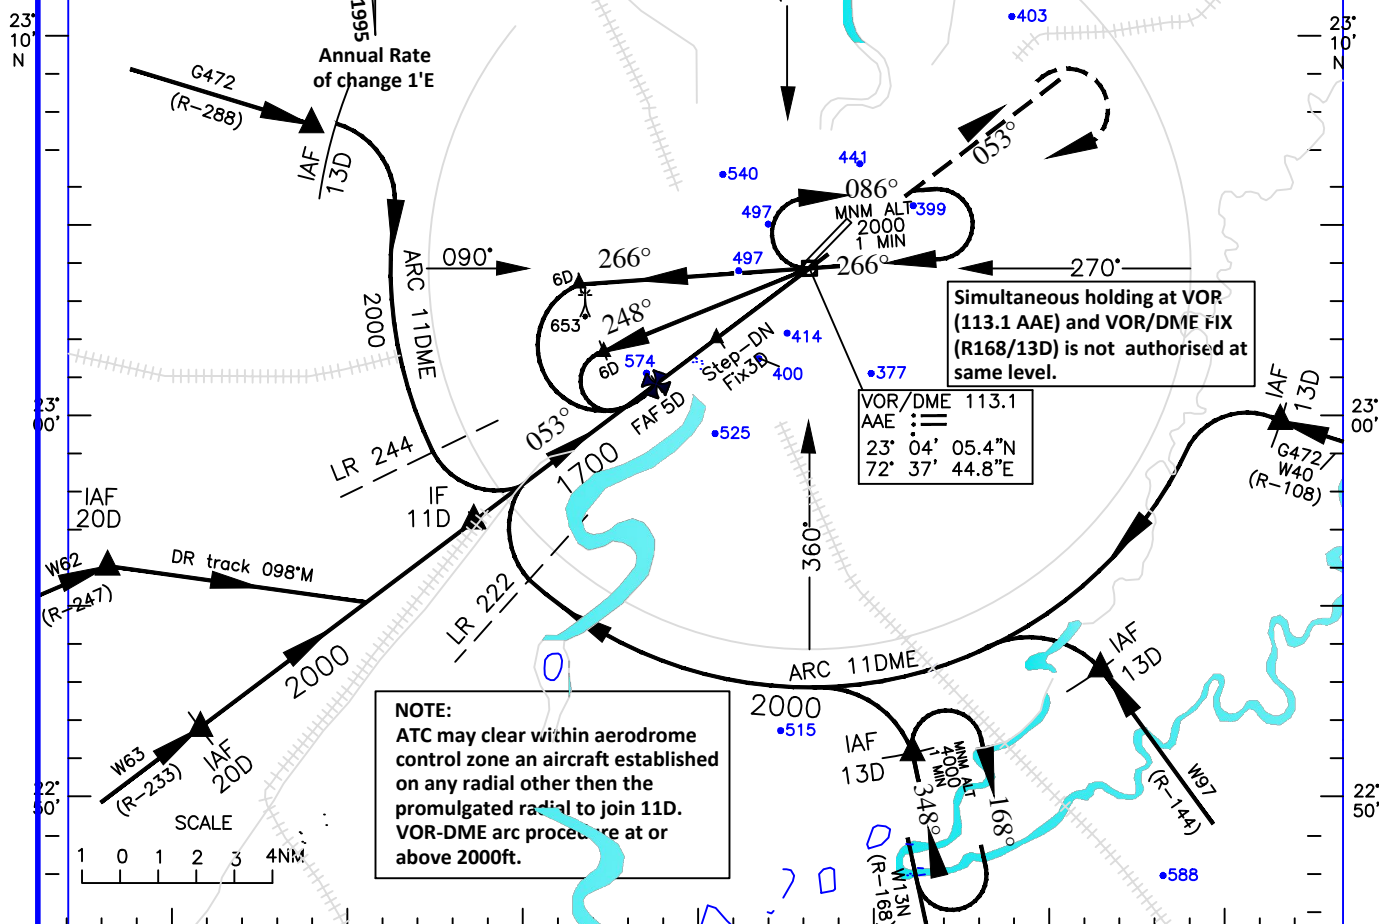 23°
10'
N
1995
Annual Rate
of change 1'E
403
23°
10'
N
G472
(R-288)
IAF
13D
053°
441
540
086°
MNM ALT
2000
1 MIN
399
497
497
266°
090°
266°
270°
6D
653
ARC 11DME
2000
248°
6D
574
414
Step-DN
Fix3D
400
377
Simultaneous holding at VOR
(113.1 AAE) and VOR/DME FIX
(R168/13D) is not authorised at
same level.
VOR/DME 113.1
AAE
23° 04' 05.4"N
72° 37' 44.8"E
IAF
13D
23°
00'
23°
00'
FAF 5D
053°
1700
525
G472
W40
(R-108)
LR 244
IAF
20D
IF
11D
360°
W62
(R-247)
DR track 098°M
LR 222
2000
ARC 11DME
2000
IAF
13D
NOTE:
ATC may clear within aerodrome
control zone an aircraft established
on any radial other then the
promulgated radial to join 11D.
VOR-DME arc procedure at or
above 2000ft.
515
IAF
13D
MNM ALT
4000
1 MIN
348°
168°
W97
(R-144)
W63
(R-233)
IAF
20D
22°
50'
22°
50'
SCALE
1 0 1 2 3 4NM
W13N
(R-168)
588